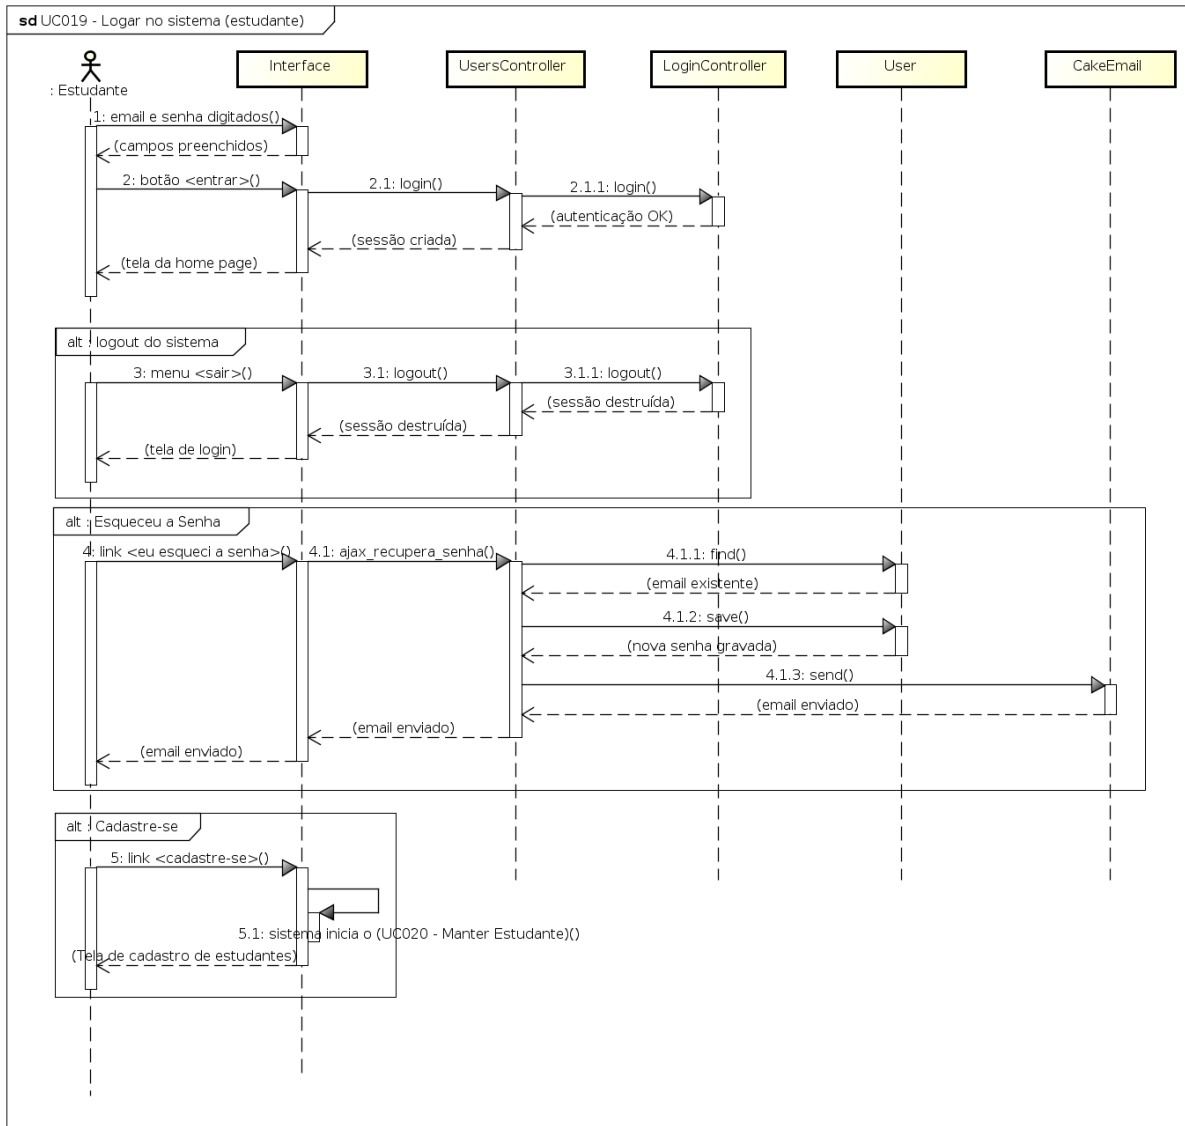 sd UC019 - Logar no sistema (estudante)
: Estudante
Interface
UsersController
LoginController
User
CakeEmail
1: email e senha digitados()
(campos preenchidos)
2: botão <entrar>()
2.1: login()
2.1.1: login()
(autenticação OK)
(sessão criada)
(tela da home page)
alt : logout do sistema
3: menu <sair>()
3.1: logout()
3.1.1: logout()
(sessão destruída)
(sessão destruída)
(tela de login)
alt : Esqueceu a Senha
4: link <eu esqueci a senha>()
4.1: ajax_recupera_senha()
4.1.1: find()
(email existente)
4.1.2: save()
(nova senha gravada)
4.1.3: send()
(email enviado)
(email enviado)
(email enviado)
alt : Cadastre-se
5: link <cadastre-se>()
5.1: sistema inicia o (UC020 - Manter Estudante)()
(Tela de cadastro de estudantes)